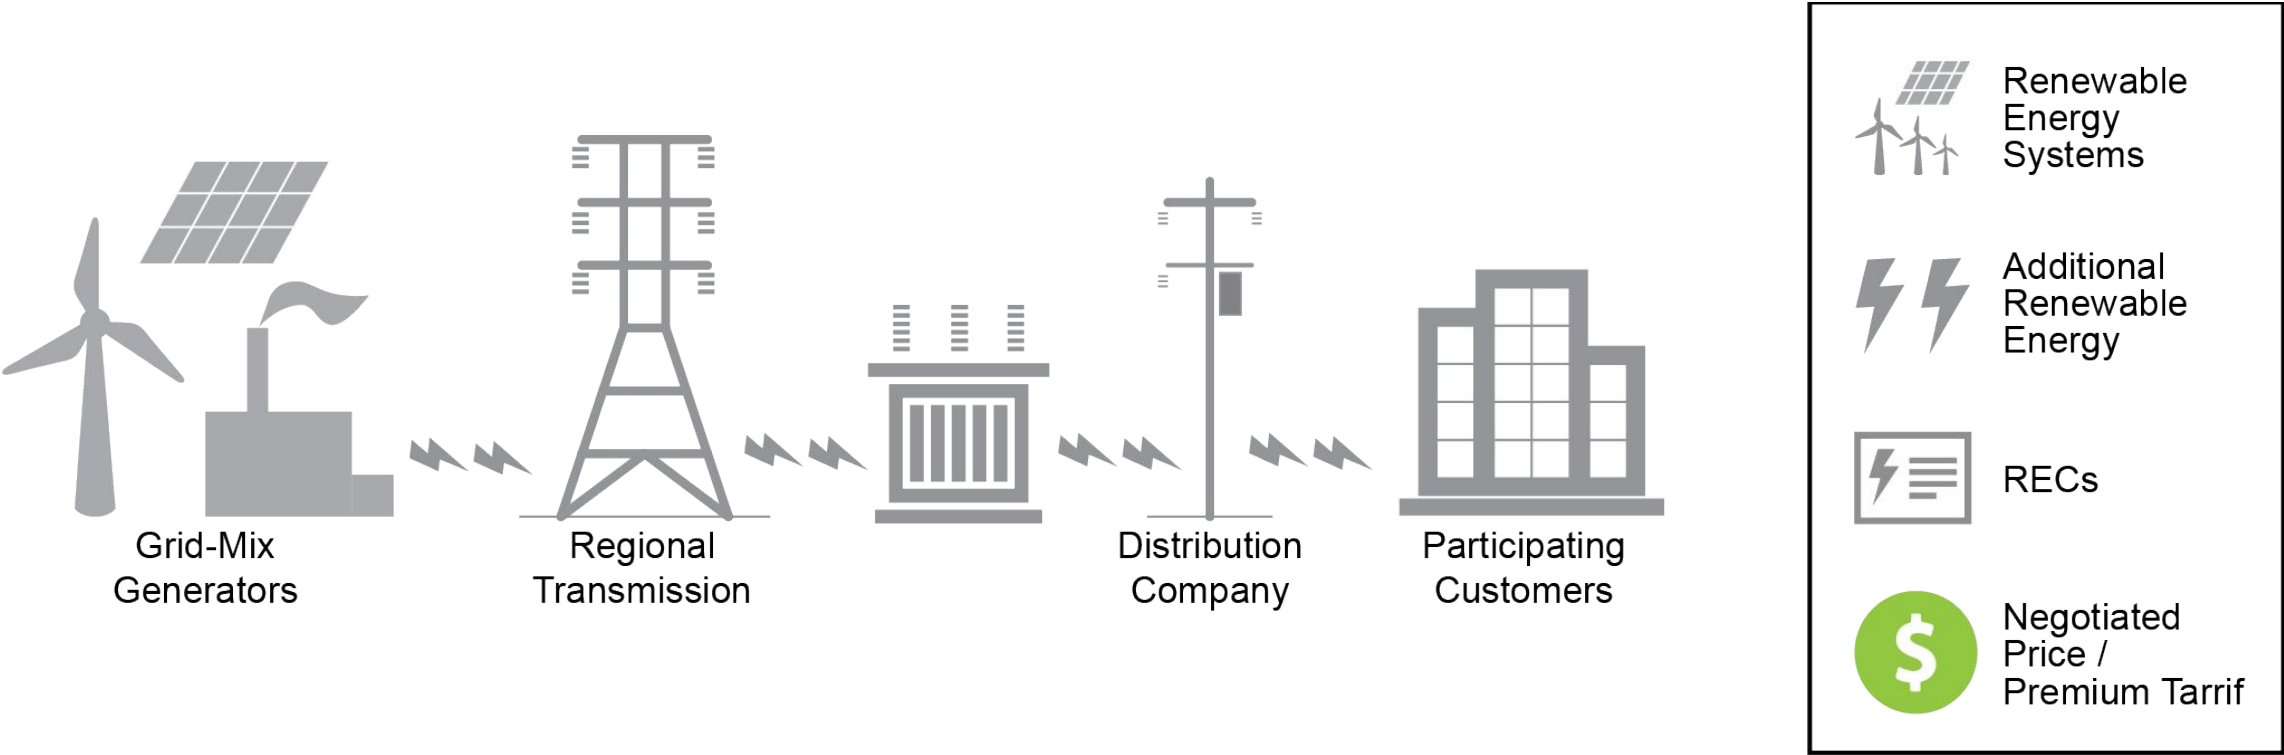 Grid-Mix
Generators
Regional
Transmission
Distribution
Company
Participating
Customers
Renewable
Energy
Systems
Additional
Renewable
Energy
RECs
$
Negotiated
Price /
Premium Tarrif